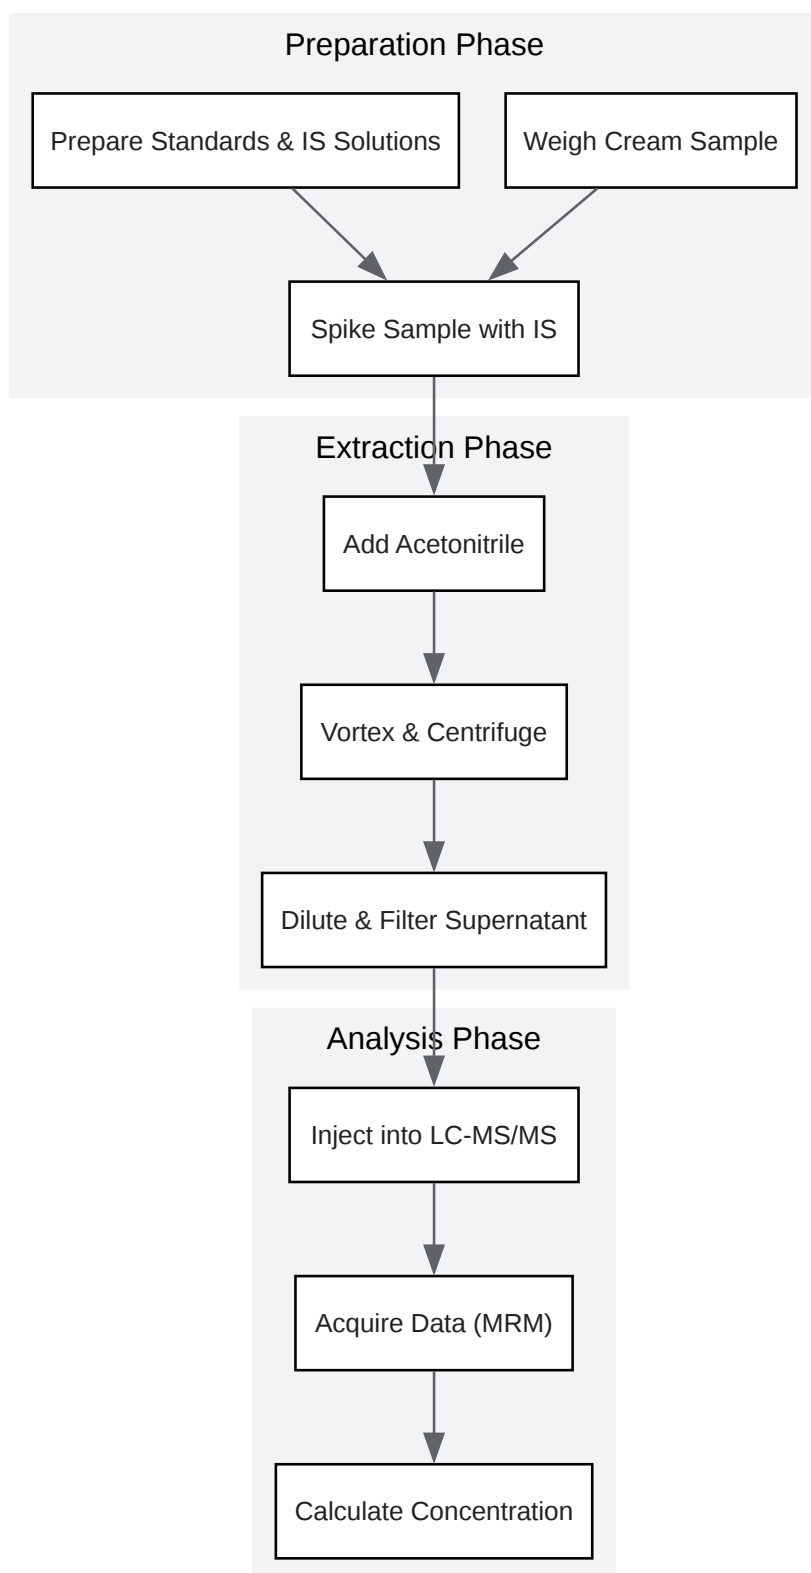 Preparation Phase
Prepare Standards & IS Solutions
Weigh Cream Sample
Spike Sample with IS
Extraction Phase
Add Acetonitrile
Vortex & Centrifuge
Dilute & Filter Supernatant
Analysis Phase
Inject into LC-MS/MS
Acquire Data (MRM)
Calculate Concentration